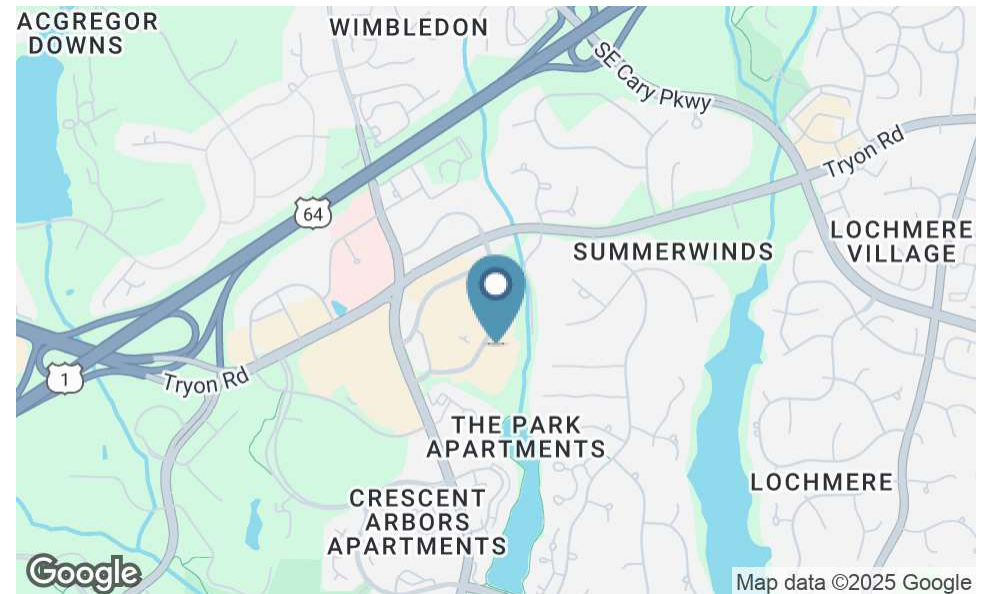 ACGREGOR
DOWNS
WIMBLEDON
SE Cary Pkwy
Tryon Rd
64
SUMMERWINDS
LOCHMERE
VILLAGE
1
Tryon Rd
THE PARK
APARTMENTS
LOCHMERE
CRESCENT
ARBORS
APARTMENTS
Google
Map data ©2025 Google